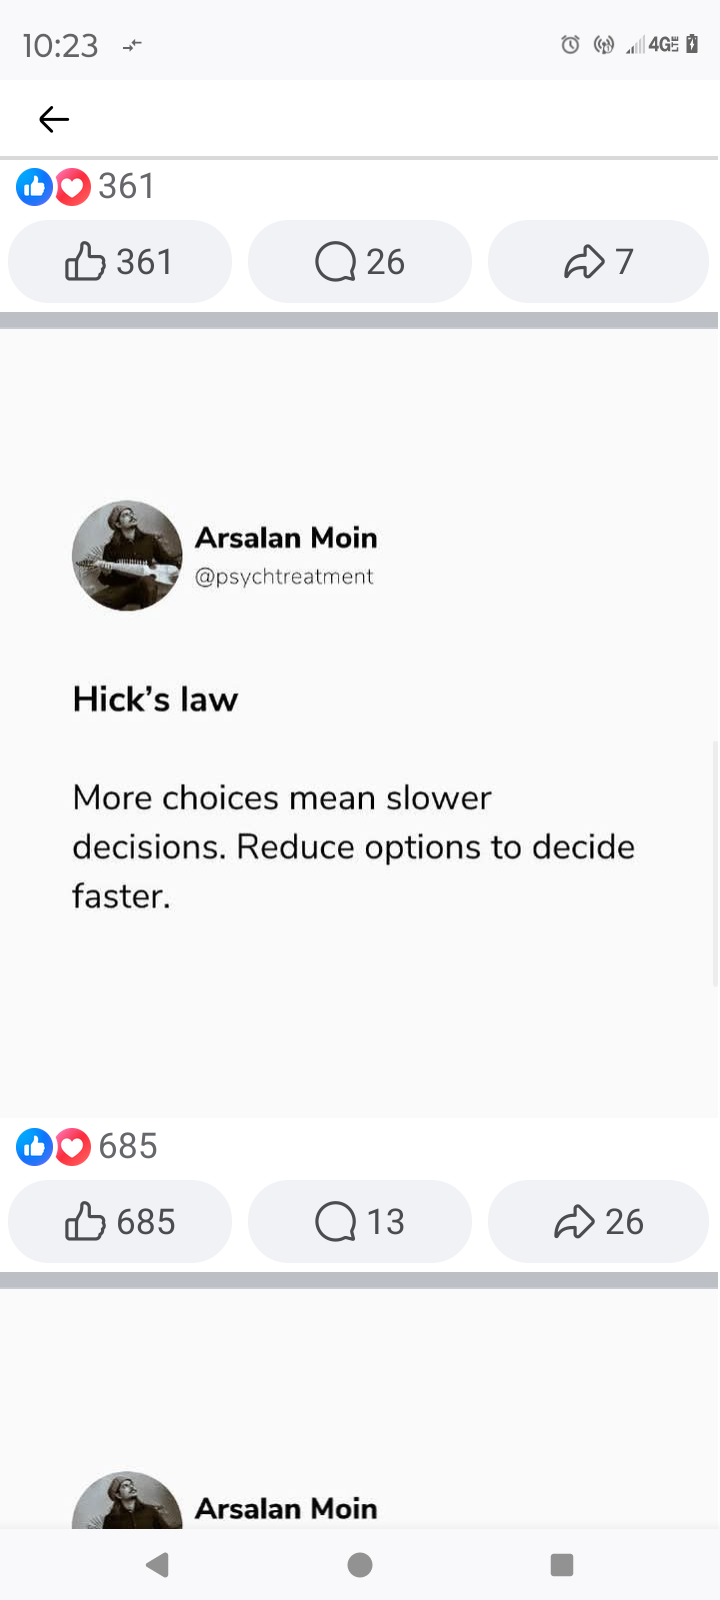 10:23 4G LTE
361
361 26 7
Arsalan Moin
@psychtreatment
Hick’s law
More choices mean slower
decisions. Reduce options to decide
faster.
685
685 13 26
Arsalan Moin